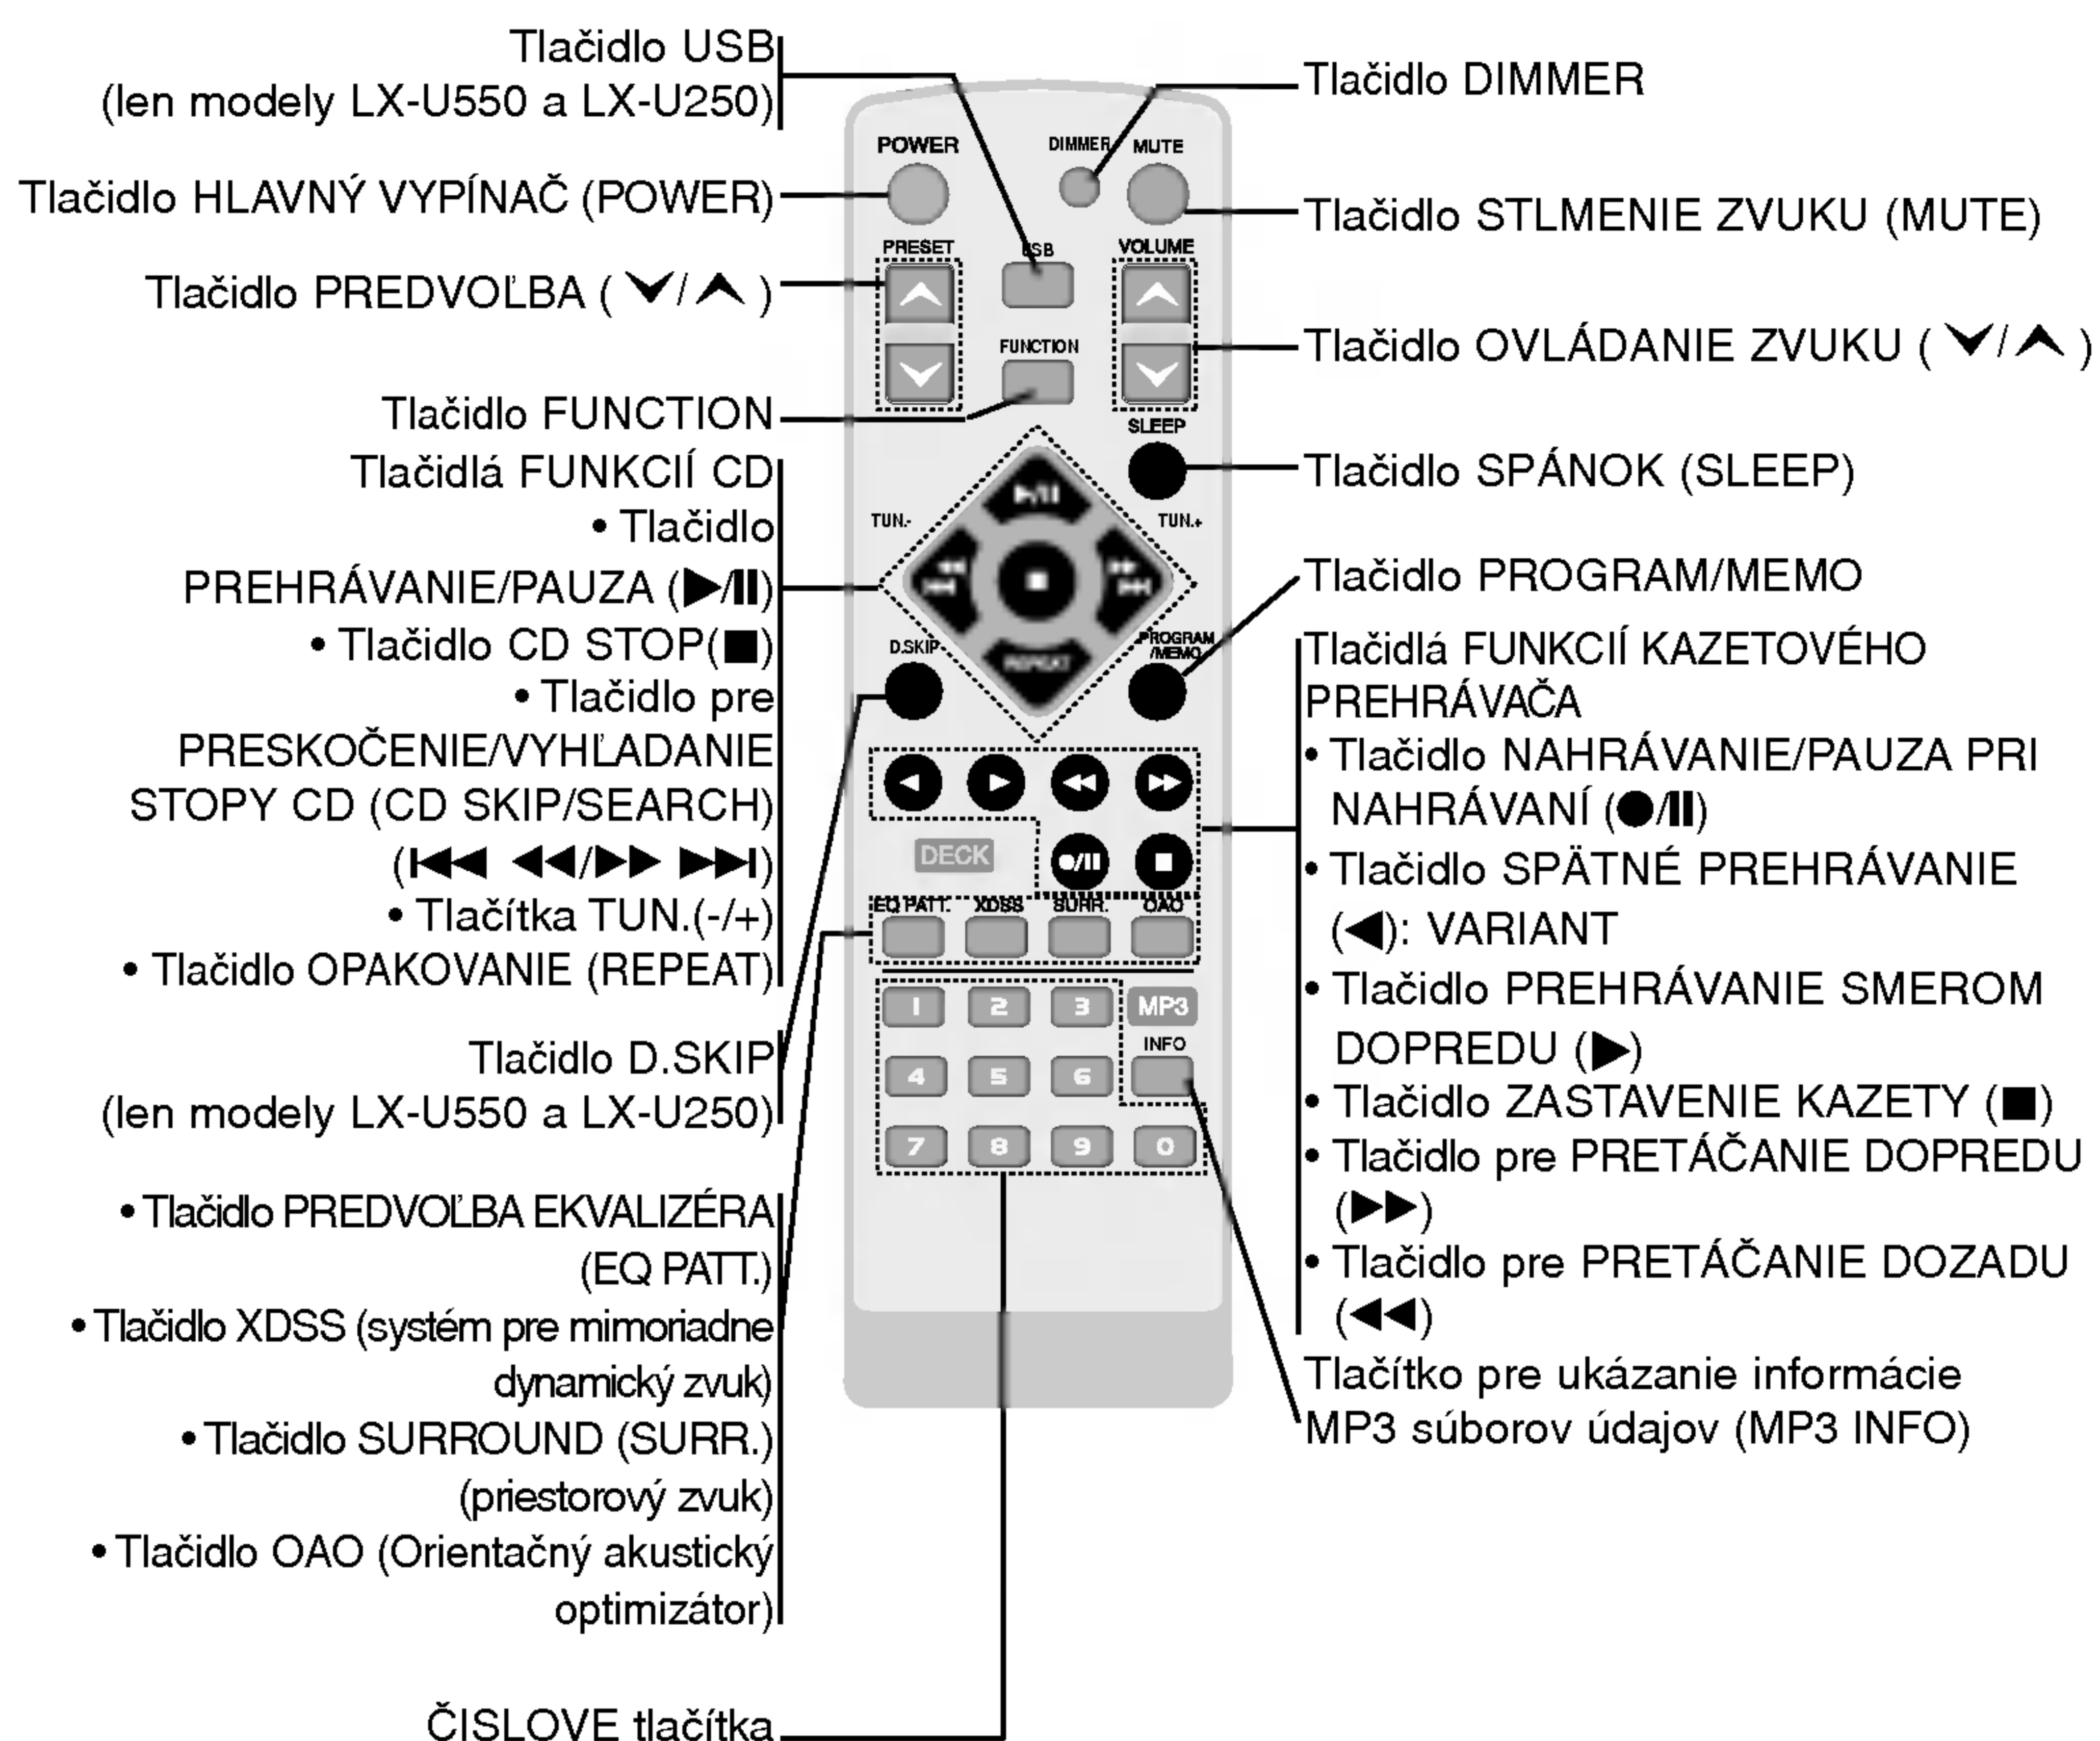 Tlačidlo USB
(len modely LX-U550 a LX-U250)
Tlačidlo HLAVNÝ VYPÍNAČ (POWER)
Tlačidlo PREDVOĽBA ( ⌄/⌃ )
Tlačidlo FUNCTION
Tlačidlá FUNKCIÍ CD
• Tlačidlo
PREHRÁVANIE/PAUZA (▶/II)
• Tlačidlo CD STOP(■)
• Tlačidlo pre
PRESKOČENIE/VYHĽADANIE
STOPY CD (CD SKIP/SEARCH)
(I◀◀ ◀◀/▶▶ ▶▶I)
• Tlačítka TUN.(-/+)
• Tlačidlo OPAKOVANIE (REPEAT)
Tlačidlo D.SKIP
(len modely LX-U550 a LX-U250)
• Tlačidlo PREDVOĽBA EKVALIZÉRA
(EQ PATT.)
• Tlačidlo XDSS (systém pre mimoriadne
dynamický zvuk)
• Tlačidlo SURROUND (SURR.)
(priestorový zvuk)
• Tlačidlo OAO (Orientačný akustický
optimizátor)
ČISLOVE tlačítka
POWER
DIMMER
MUTE
PRESET
USB
VOLUME
FUNCTION
SLEEP
TUN.-
TUN.+
▶/II
◀◀
I◀◀
■
▶▶
▶▶I
REPEAT
D.SKIP
PROGRAM
/MEMO
◀ ▶ ◀◀ ▶▶
DECK
●/II ■
EQ PATT. XDSS SURR. OAO
1 2 3 MP3
INFO
4 5 6
7 8 9 0
Tlačidlo DIMMER
Tlačidlo STLMENIE ZVUKU (MUTE)
Tlačidlo OVLÁDANIE ZVUKU ( ⌄/⌃ )
Tlačidlo SPÁNOK (SLEEP)
Tlačidlo PROGRAM/MEMO
Tlačidlá FUNKCIÍ KAZETOVÉHO
PREHRÁVAČA
• Tlačidlo NAHRÁVANIE/PAUZA PRI
NAHRÁVANÍ (●/II)
• Tlačidlo SPÄTNÉ PREHRÁVANIE
(◀): VARIANT
• Tlačidlo PREHRÁVANIE SMEROM
DOPREDU (▶)
• Tlačidlo ZASTAVENIE KAZETY (■)
• Tlačidlo pre PRETÁČANIE DOPREDU
(▶▶)
• Tlačidlo pre PRETÁČANIE DOZADU
(◀◀)
Tlačítko pre ukázanie informácie
MP3 súborov údajov (MP3 INFO)